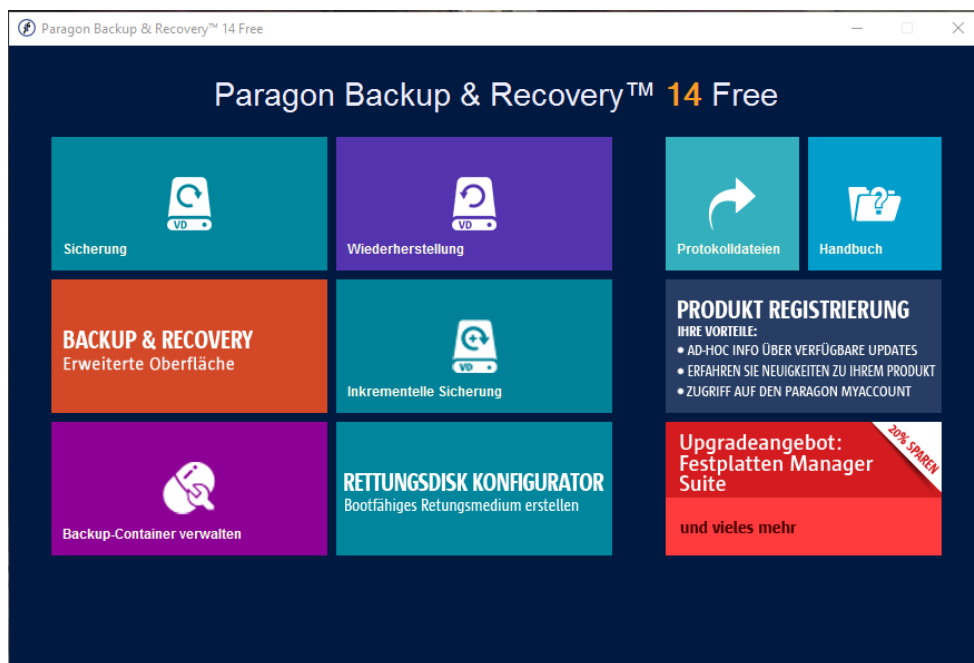 Paragon Backup & Recovery™ 14 Free
Paragon Backup & Recovery™ 14 Free
VD
Sicherung
VD
Wiederherstellung
Protokolldateien
?
Handbuch
BACKUP & RECOVERY
Erweiterte Oberfläche
VD
Inkrementelle Sicherung
PRODUKT REGISTRIERUNG
IHRE VORTEILE:
• AD-HOC INFO ÜBER VERFÜGBARE UPDATES
• ERFAHREN SIE NEUIGKEITEN ZU IHREM PRODUKT
• ZUGRIFF AUF DEN PARAGON MYACCOUNT
i
Backup-Container verwalten
RETTUNGSDISK KONFIGURATOR
Bootfähiges Retungsmedium erstellen
Upgradeangebot:
Festplatten Manager
Suite
20% SPAREN
und vieles mehr